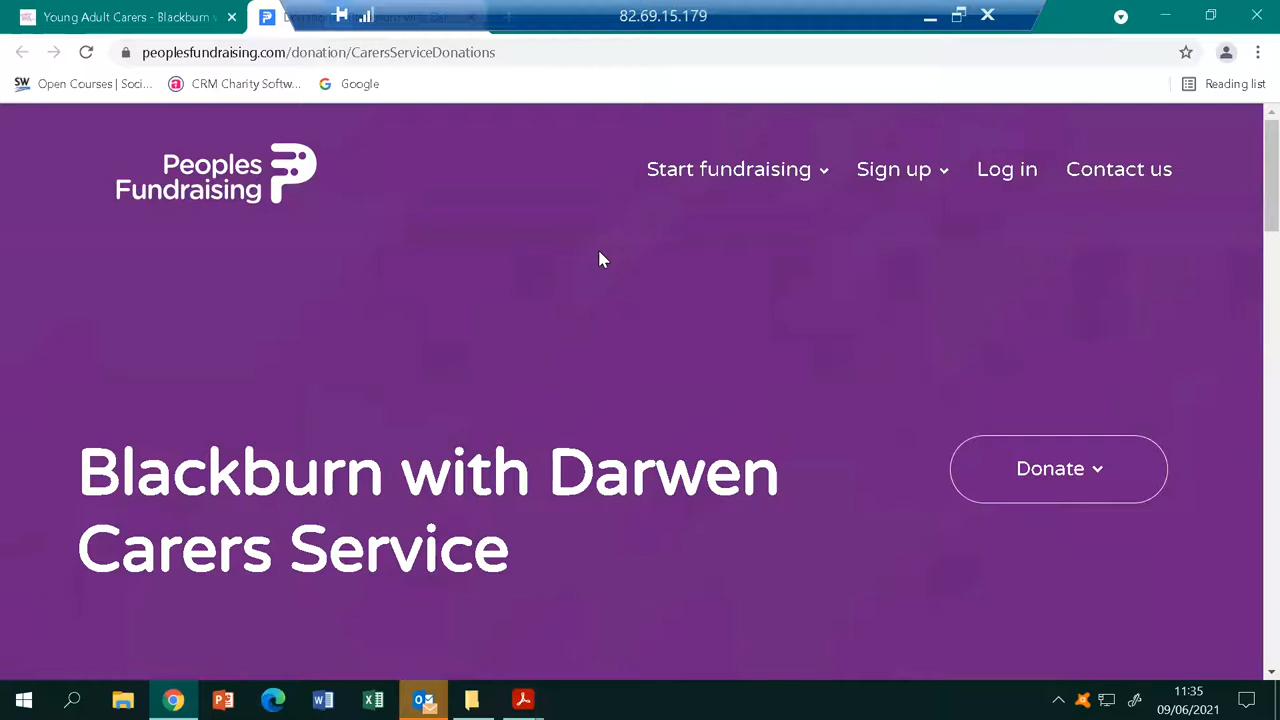 Young Adult Carers - Blackburn w
82.69.15.179
peoplesfundraising.com/donation/CarersServiceDonations
SW Open Courses | Soci...
CRM Charity Softw...
Google
Reading list
Peoples
Fundraising
Start fundraising
Sign up
Log in
Contact us
Blackburn with Darwen
Carers Service
Donate
11:35
09/06/2021